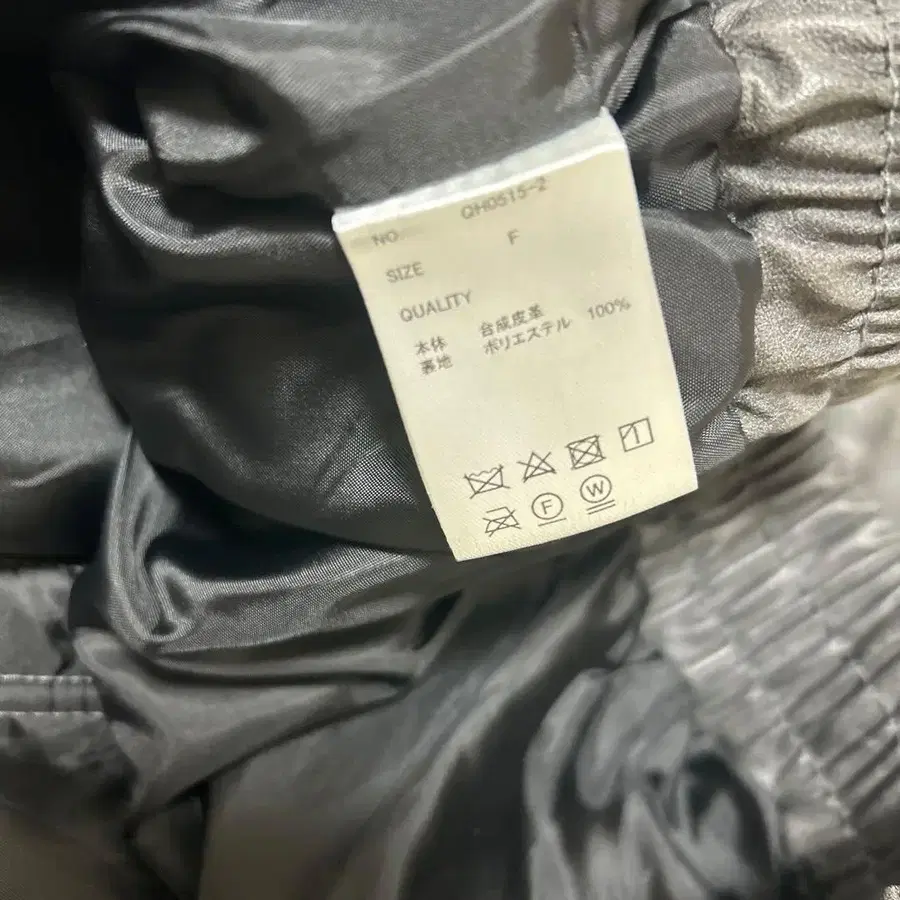 NO. QH0515-2
SIZE F
QUALITY
本体 合成皮革
裏地 ポリエステル 100%
F W